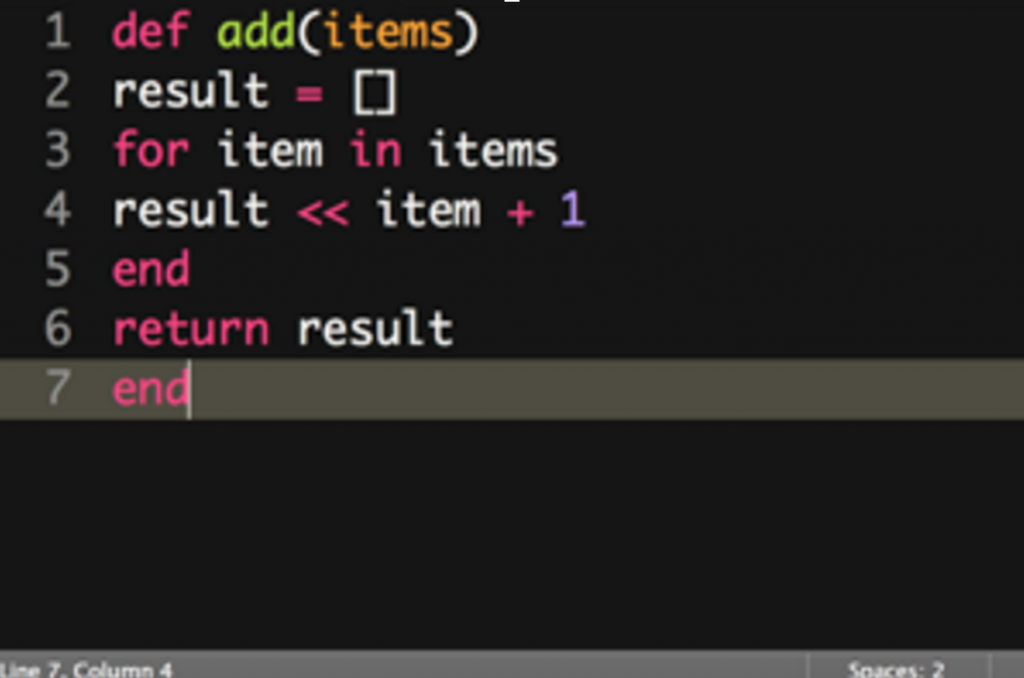 1 def add(items)
2 result = []
3 for item in items
4 result << item + 1
5 end
6 return result
7 end
Line 7, Column 4 Spaces: 2